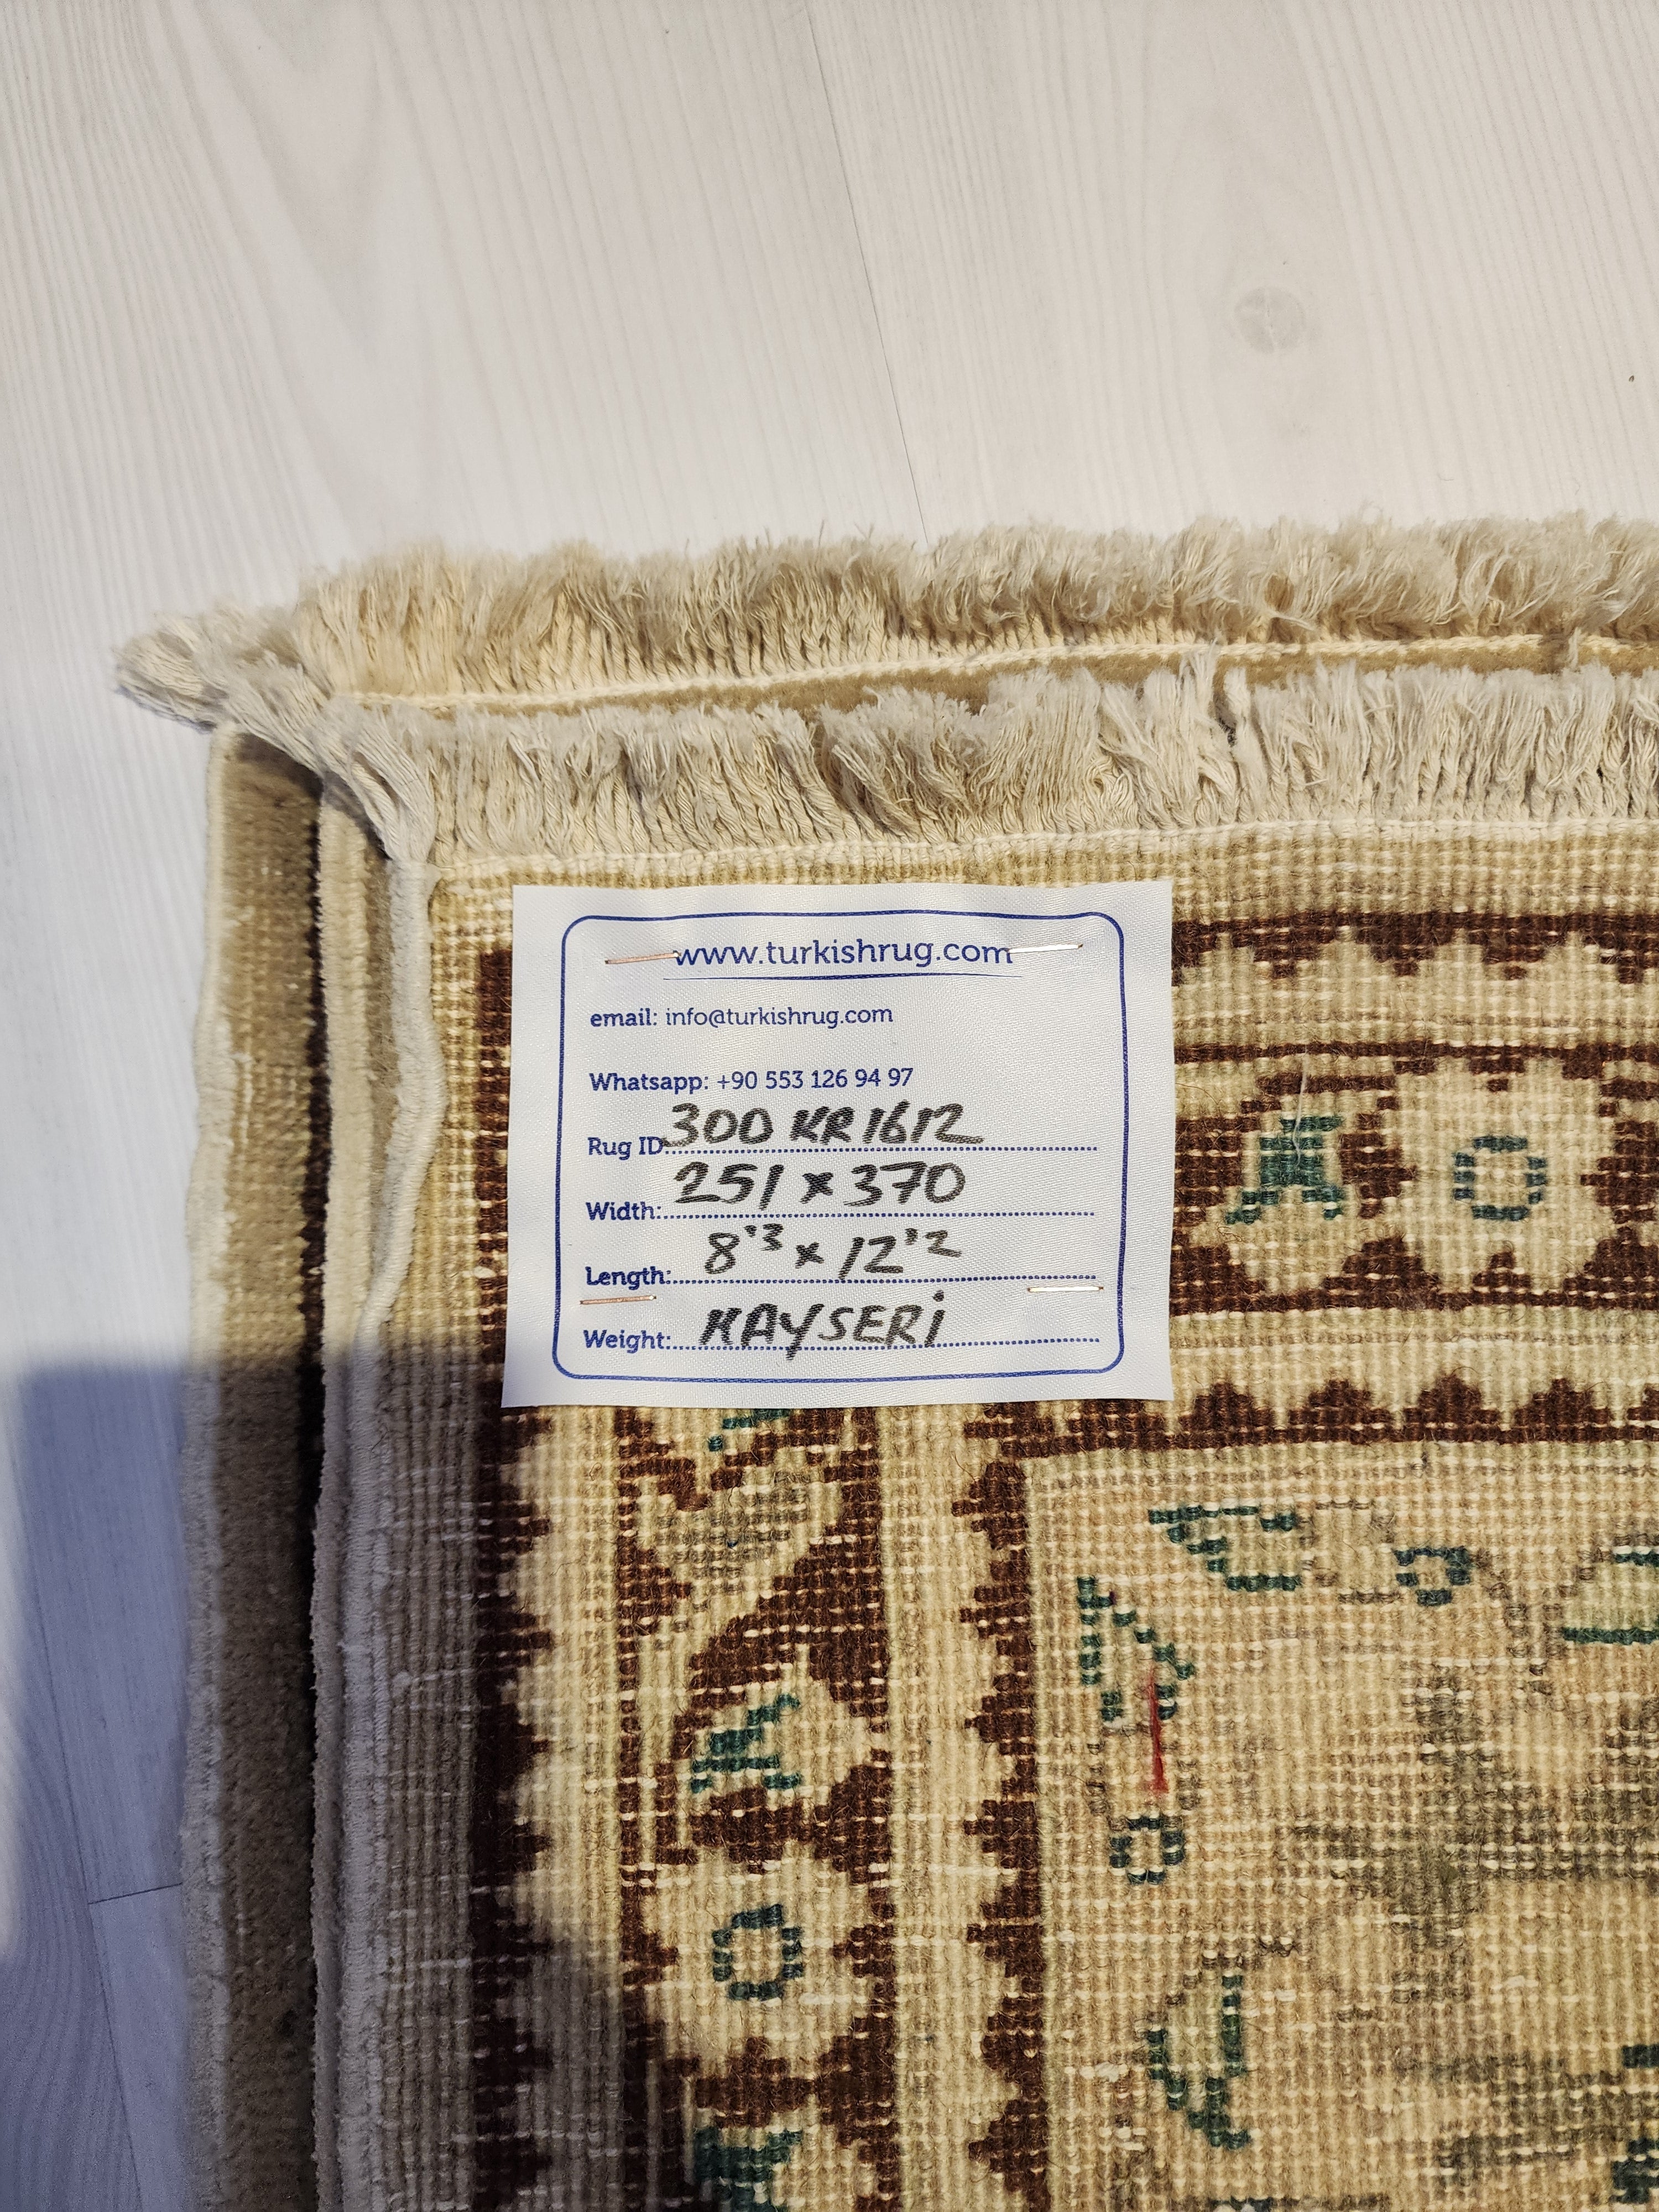 www.turkishrug.com
email: info@turkishrug.com
Whatsapp: +90 553 126 94 97
Rug ID: 300 KR 1612
Width: 251 x 370
Length: 8'3 x 12'2
Weight: KAYSERİ